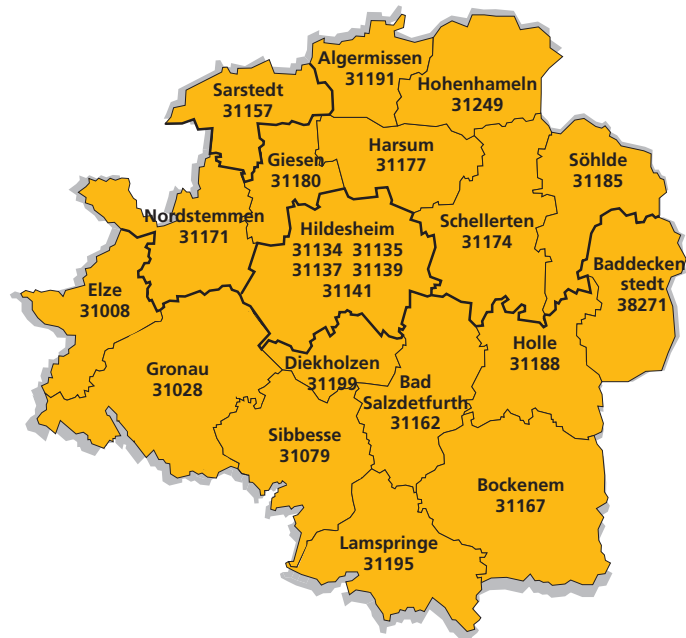 Algermissen
31191
Hohenhameln
31249
Sarstedt
31157
Harsum
31177
Giesen
31180
Söhlde
31185
Nordstemmen
31171
Schellerten
31174
Hildesheim
31134 31135
31137 31139
31141
Baddecken
stedt
38271
Elze
31008
Holle
31188
Gronau
31028
Diekholzen
31199
Bad
Salzdetfurth
31162
Sibbesse
31079
Bockenem
31167
Lamspringe
31195